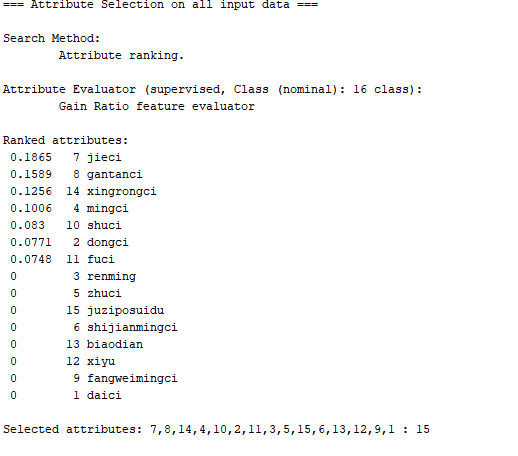 === Attribute Selection on all input data ===
Search Method:
Attribute ranking.
Attribute Evaluator (supervised, Class (nominal): 16 class):
Gain Ratio feature evaluator
Ranked attributes:
0.1865 7 jieci
0.1589 8 gantanci
0.1256 14 xingrongci
0.1006 4 mingci
0.083 10 shuci
0.0771 2 dongci
0.0748 11 fuci
0 3 renming
0 5 zhuci
0 15 juziposuidu
0 6 shijianmingci
0 13 biaodian
0 12 xiyu
0 9 fangweimingci
0 1 daici
Selected attributes: 7,8,14,4,10,2,11,3,5,15,6,13,12,9,1 : 15